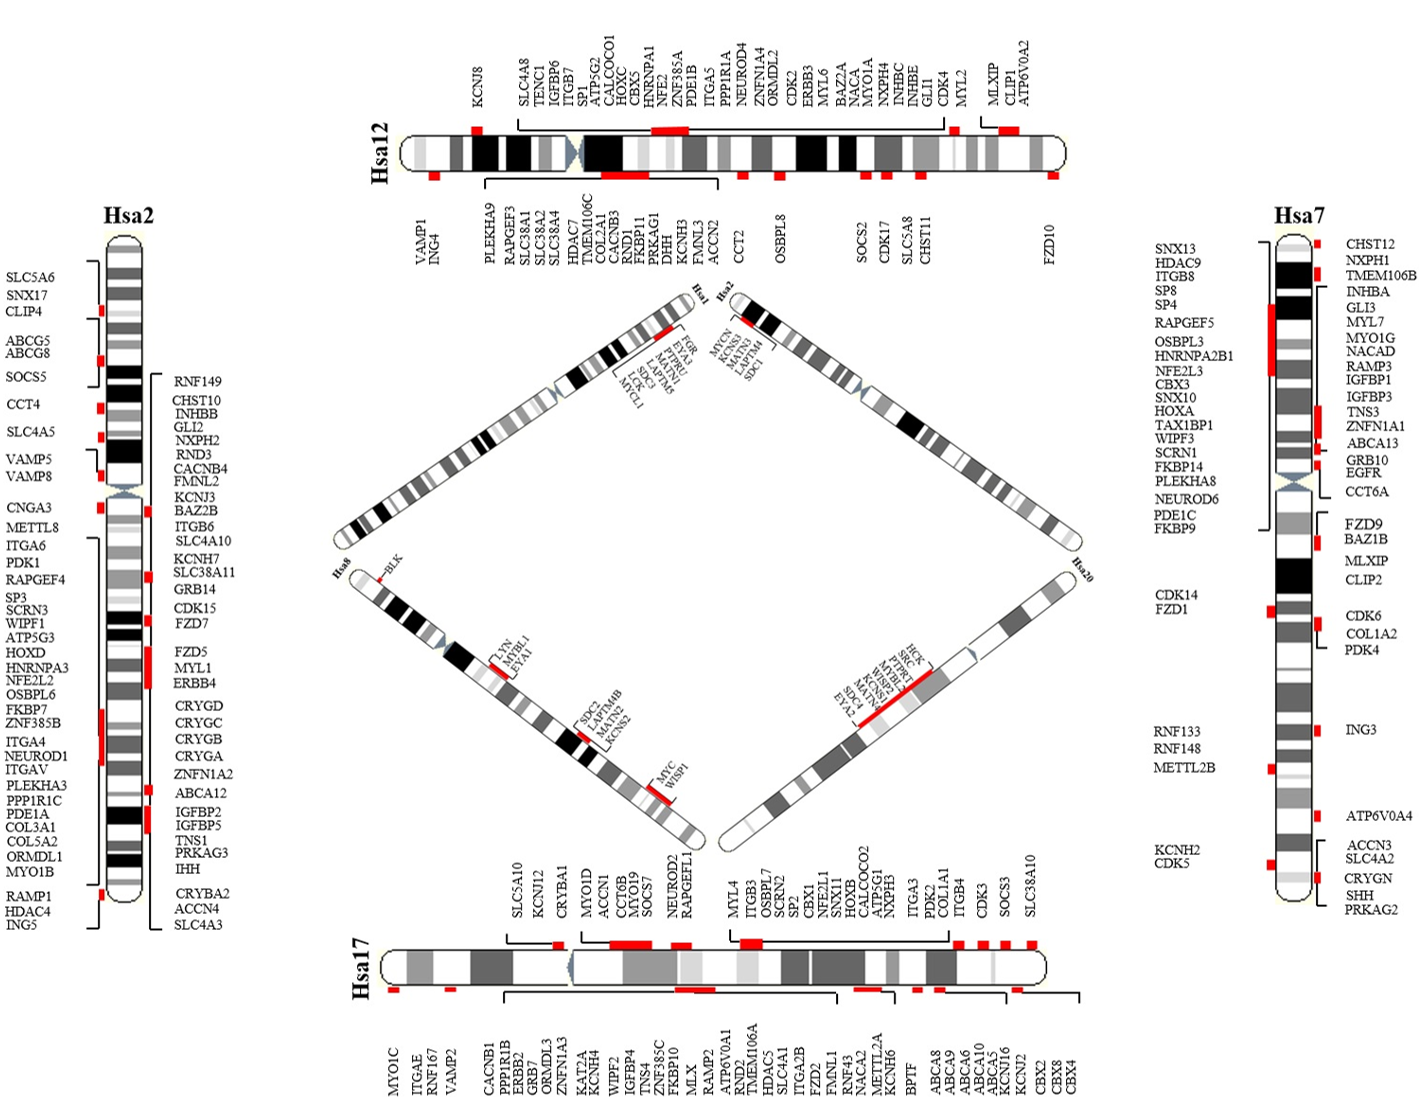 Hsa12
KCNJ8
SLC4A8
TENC1
IGFBP6
ITGB7
SP1
ATP5G2
CALCOCO1
HOXC
CBX5
HNRNPA1
NFE2
ZNF385A
PDE1B
ITGA5
PPP1R1A
NEUROD4
ZNFN1A4
ORMDL2
CDK2
ERBB3
MYL6
BAZ2A
NACA
MYO1A
NXPH4
INHBC
INHBE
GLI1
CDK4
MYL2
MLXIP
CLIP1
ATP6V0A2
VAMP1
ING4
PLEKHA9
RAPGEF3
SLC38A1
SLC38A2
SLC38A4
HDAC7
TMEM106C
COL2A1
CACNB3
RND1
FKBP11
PRKAG1
DHH
KCNH3
FMNL3
ACCN2
CCT2
OSBPL8
SOCS2
CDK17
SLC5A8
CHST11
FZD10
Hsa2
SLC5A6
SNX17
CLIP4
ABCG5
ABCG8
SOCS5
CCT4
SLC4A5
VAMP5
VAMP8
CNGA3
METTL8
ITGA6
PDK1
RAPGEF4
SP3
SCRN3
WIPF1
ATP5G3
HOXD
HNRNPA3
NFE2L2
OSBPL6
FKBP7
ZNF385B
ITGA4
NEUROD1
ITGAV
PLEKHA3
PPP1R1C
PDE1A
COL3A1
COL5A2
ORMDL1
MYO1B
RAMP1
HDAC4
ING5
RNF149
CHST10
INHBB
GLI2
NXPH2
RND3
CACNB4
FMNL2
KCNJ3
BAZ2B
ITGB6
SLC4A10
KCNH7
SLC38A11
GRB14
CDK15
FZD7
FZD5
MYL1
ERBB4
CRYGD
CRYGC
CRYGB
CRYGA
ZNFN1A2
ABCA12
IGFBP2
IGFBP5
TNS1
PRKAG3
IHH
CRYBA2
ACCN4
SLC4A3
Hsa1
FGR
EYA3
PTPRU
MATN1
LAPTM5
SDC3
LCK
MYCL1
Hsa2
MYCN
KCNS3
MATN3
LAPTM4
SDC1
Hsa8
BLK
LYN
MYBL1
EYA1
SDC2
LAPTM4B
MATN2
KCNS2
MYC
WISP1
Hsa20
HCK
SRC
PTPRT
MYBL2
WISP2
KCNS1
MATN4
SDC4
EYA2
Hsa7
SNX13
HDAC9
ITGB8
SP8
SP4
RAPGEF5
OSBPL3
HNRNPA2B1
NFE2L3
CBX3
SNX10
HOXA
TAX1BP1
WIPF3
SCRN1
FKBP14
PLEKHA8
NEUROD6
PDE1C
FKBP9
CDK14
FZD1
RNF133
RNF148
METTL2B
KCNH2
CDK5
CHST12
NXPH1
TMEM106B
INHBA
GLI3
MYL7
MYO1G
NACAD
RAMP3
IGFBP1
IGFBP3
TNS3
ZNFN1A1
ABCA13
GRB10
EGFR
CCT6A
FZD9
BAZ1B
MLXIP
CLIP2
CDK6
COL1A2
PDK4
ING3
ATP6V0A4
ACCN3
SLC4A2
CRYGN
SHH
PRKAG2
Hsa17
SLC5A10
KCNJ12
CRYBA1
MYO1D
ACCN1
CCT6B
MYO19
SOCS7
NEUROD2
RAPGEFL1
MYL4
ITGB3
OSBPL7
SCRN2
SP2
CBX1
NFE2L1
SNX11
HOXB
CALCOCO2
ATP5G1
NXPH3
ITGA3
PDK2
COL1A1
ITGB4
CDK3
SOCS3
SLC38A10
MYO1C
ITGAE
RNF167
VAMP2
CACNB1
PPP1R1B
ERBB2
GRB7
ORMDL3
ZNFN1A3
KAT2A
KCNH4
WIPF2
IGFBP4
TNS4
ZNF385C
FKBP10
MLX
RAMP2
ATP6V0A1
RND2
TMEM106A
HDAC5
SLC4A1
ITGA2B
FZD2
FMNL1
RNF43
NACA2
METTL2A
KCNH6
BPTF
ABCA8
ABCA9
ABCA6
ABCA10
ABCA5
KCNJ16
KCNJ2
CBX2
CBX8
CBX4